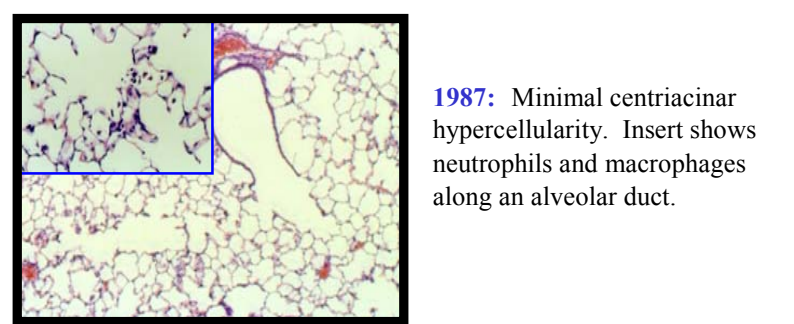 1987: Minimal centriacinar
hypercellularity. Insert shows
neutrophils and macrophages
along an alveolar duct.